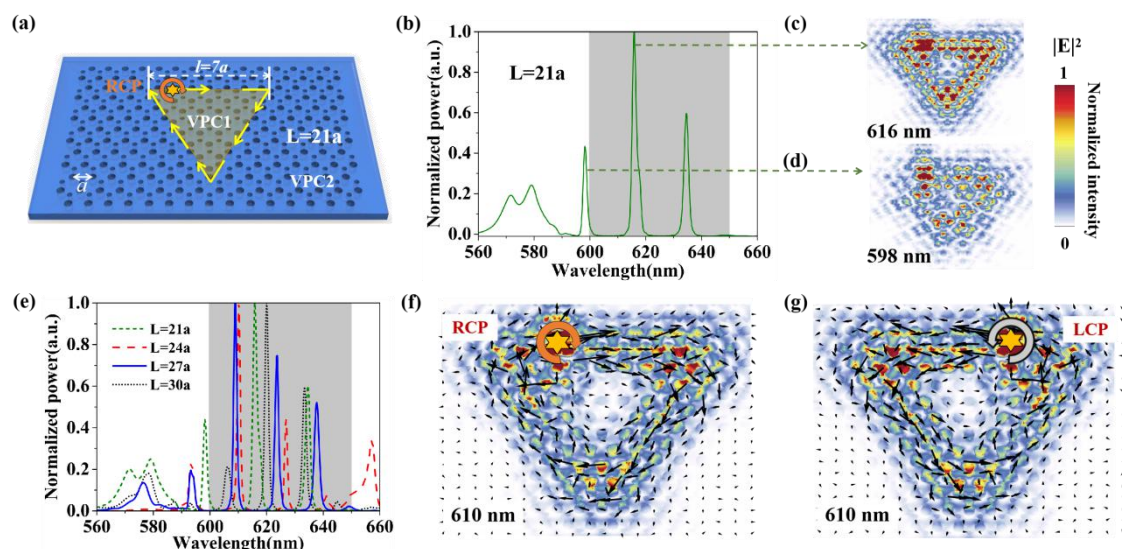 (a)
l=7a
RCP
VPC1
L=21a
a
VPC2
(b)
Normalized power(a.u.)
1.0
0.8
0.6
0.4
0.2
0.0
L=21a
560 580 600 620 640 660
Wavelength(nm)
(c)
616 nm
(d)
598 nm
|E|²
1
0
Normalized intensity
(e)
Normalized power(a.u.)
1.0
0.8
0.6
0.4
0.2
0.0
L=21a
L=24a
L=27a
L=30a
560 580 600 620 640 660
Wavelength(nm)
(f)
RCP
610 nm
(g)
LCP
610 nm